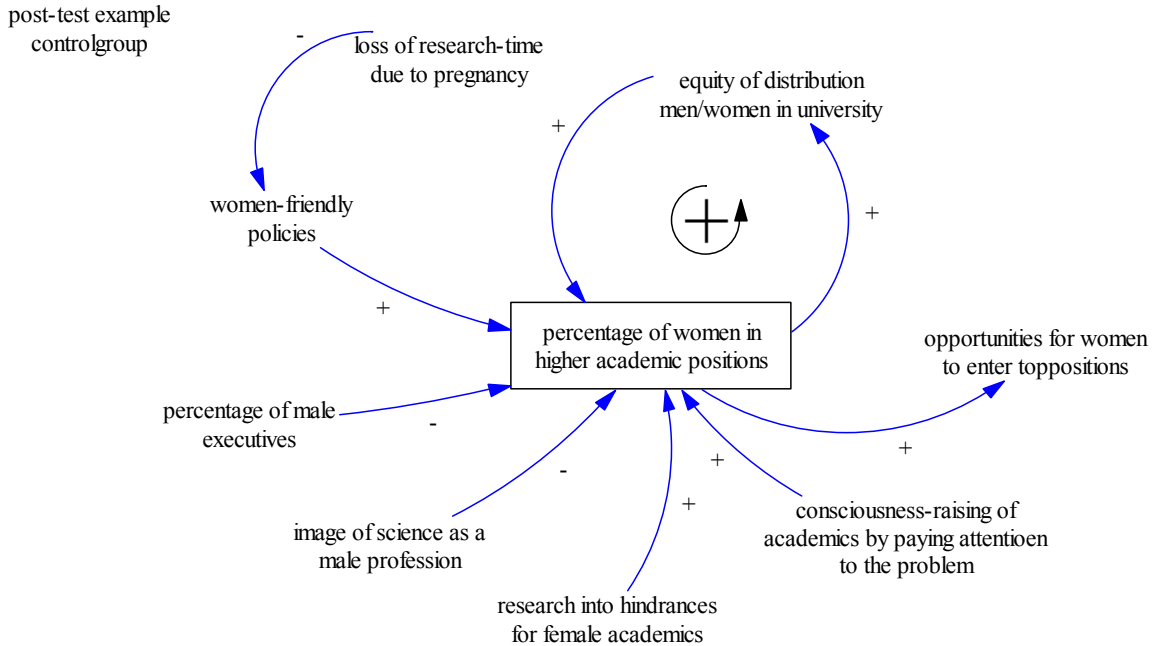 post-test example
controlgroup
-
loss of research-time
due to pregnancy
equity of distribution
men/women in university
+
women-friendly
policies
+
+
+
percentage of women in
higher academic positions
opportunities for women
to enter toppositions
percentage of male
executives
-
+
-
+
+
image of science as a
male profession
consciousness-raising of
academics by paying attentioen
to the problem
research into hindrances
for female academics